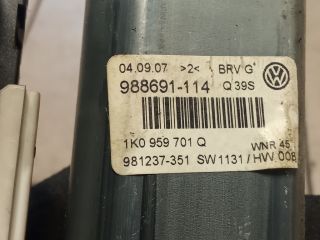 04.09.07 >2< BRV G
988691-114 Q 39S
1K0 959 701 Q WNR 45
981237-351 SW1131 / HW 008